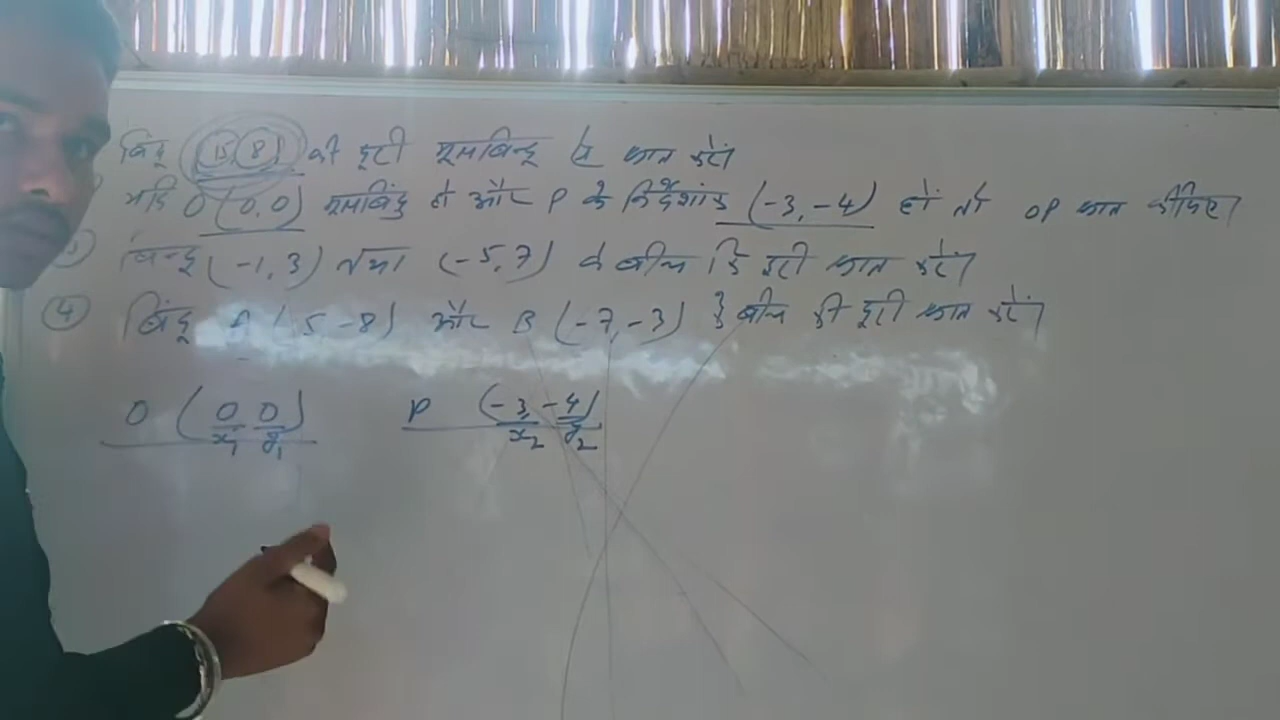 बिंदू (15, 8) की दूरी मूलबिन्दू से ज्ञात करें।
यदि O (0,0) मूलबिंदु हो और P के निर्देशांक (-3,-4) हो तो OP ज्ञात कीजिए।
③ बिन्दू (-1,3) तथा (-5,7) के बीच कि दूरी ज्ञात करें।
④ बिंदू A (5,-8) और B (-7,-3) के बीच की दूरी ज्ञात करें।
O (0, 0) P (-3, -4)
x₁ y₁ x₂ y₂